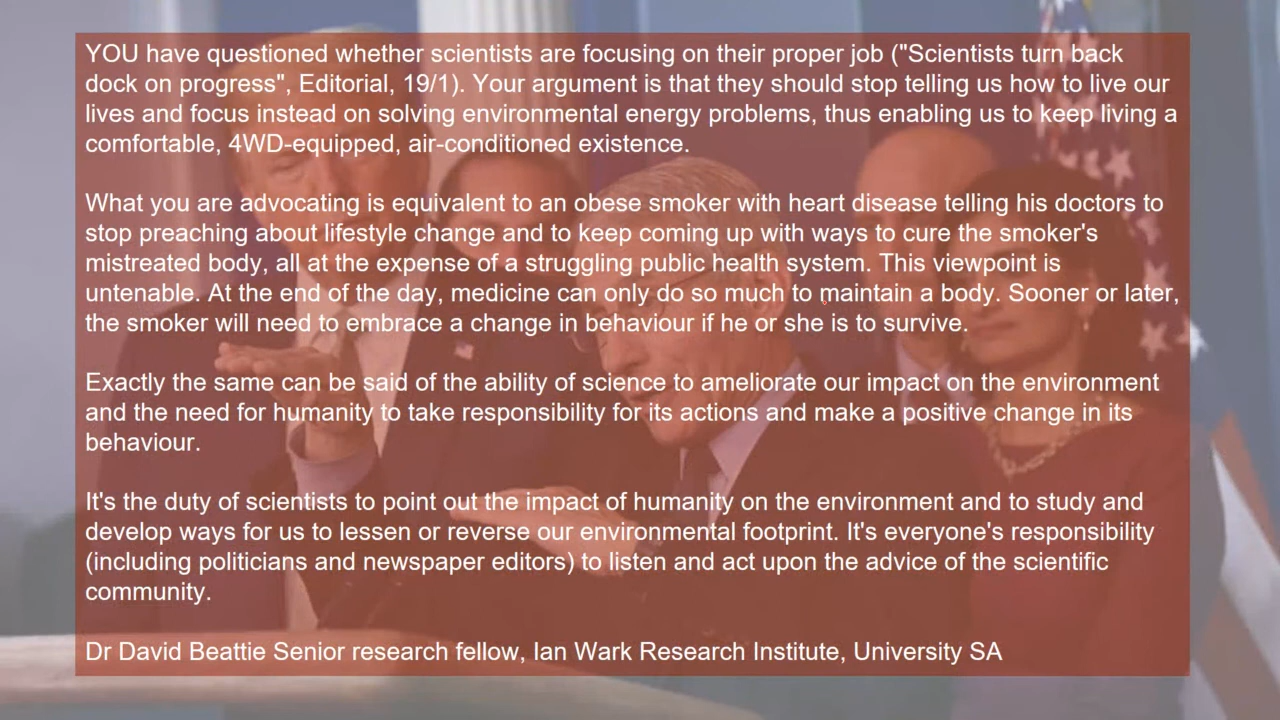 YOU have questioned whether scientists are focusing on their proper job ("Scientists turn back
dock on progress", Editorial, 19/1). Your argument is that they should stop telling us how to live our
lives and focus instead on solving environmental energy problems, thus enabling us to keep living a
comfortable, 4WD-equipped, air-conditioned existence.
What you are advocating is equivalent to an obese smoker with heart disease telling his doctors to
stop preaching about lifestyle change and to keep coming up with ways to cure the smoker's
mistreated body, all at the expense of a struggling public health system. This viewpoint is
untenable. At the end of the day, medicine can only do so much to maintain a body. Sooner or later,
the smoker will need to embrace a change in behaviour if he or she is to survive.
Exactly the same can be said of the ability of science to ameliorate our impact on the environment
and the need for humanity to take responsibility for its actions and make a positive change in its
behaviour.
It's the duty of scientists to point out the impact of humanity on the environment and to study and
develop ways for us to lessen or reverse our environmental footprint. It's everyone's responsibility
(including politicians and newspaper editors) to listen and act upon the advice of the scientific
community.
Dr David Beattie Senior research fellow, Ian Wark Research Institute, University SA